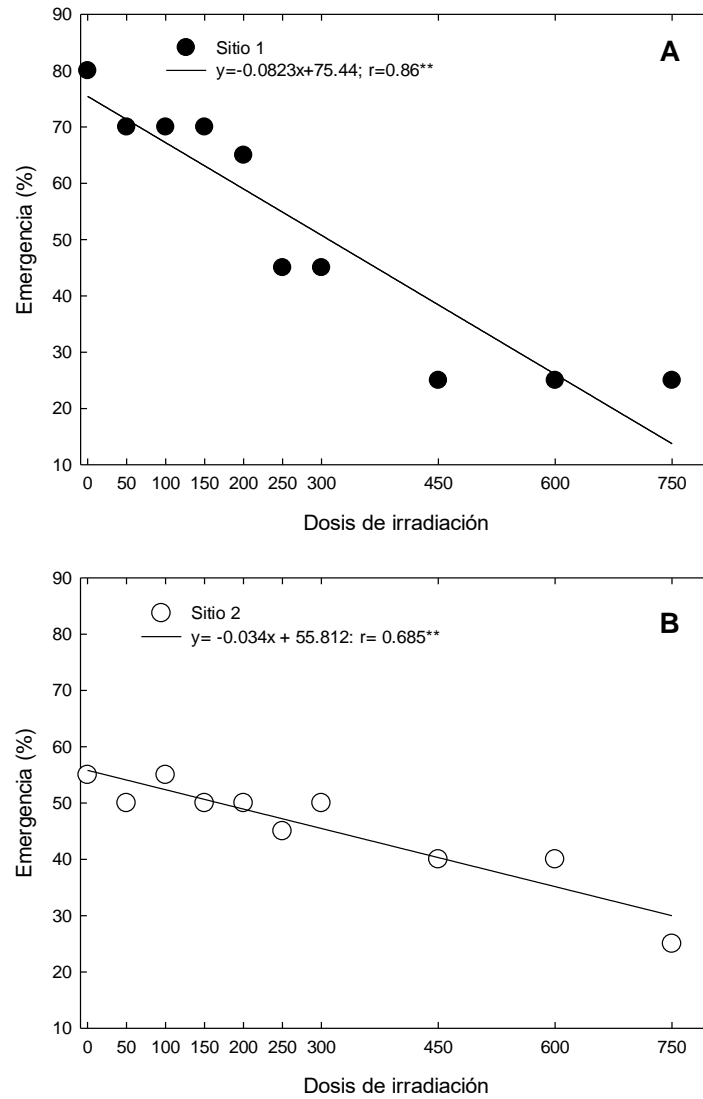 90
80
70
60
50
40
30
20
10
Emergencia (%)
Sitio 1
y=-0.0823x+75.44; r=0.86**
A
0 50 100 150 200 250 300 450 600 750
Dosis de irradiación
90
80
70
60
50
40
30
20
10
Emergencia (%)
Sitio 2
y= -0.034x + 55.812: r= 0.685**
B
0 50 100 150 200 250 300 450 600 750
Dosis de irradiación